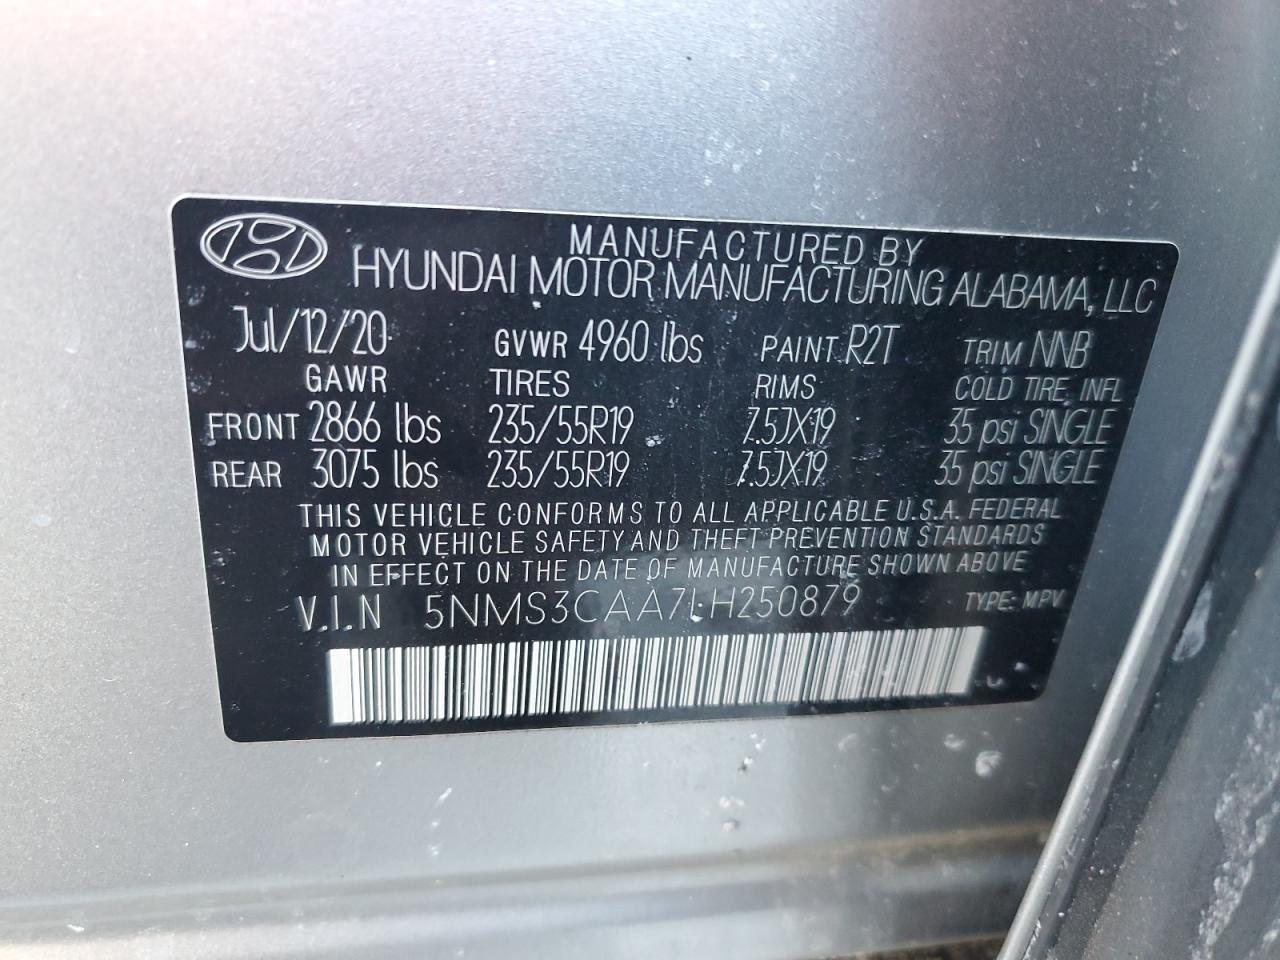 MANUFACTURED BY
HYUNDAI MOTOR MANUFACTURING ALABAMA, LLC
Jul/12/20 GVWR 4960 lbs PAINT R2T TRIM NNB
GAWR TIRES RIMS COLD TIRE, INFL
FRONT 2866 lbs 235/55R19 7.5JX19 35 psi SINGLE
REAR 3075 lbs 235/55R19 7.5JX19 35 psi SINGLE
THIS VEHICLE CONFORMS TO ALL APPLICABLE U.S.A. FEDERAL
MOTOR VEHICLE SAFETY AND THEFT PREVENTION STANDARDS
IN EFFECT ON THE DATE OF MANUFACTURE SHOWN ABOVE
V.I.N 5NMS3CAA7LH250879 TYPE: MPV